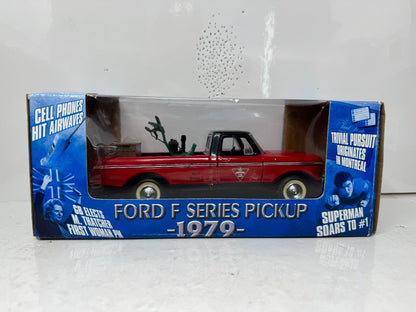 CELL PHONES
HIT AIRWAVES
TRIVIAL PURSUIT
ORIGINATES
IN MONTREAL
GB ELECTS
M THATCHER
FIRST WOMAN PM
FORD F SERIES PICKUP
-1979-
SUPERMAN
SOARS TO #1